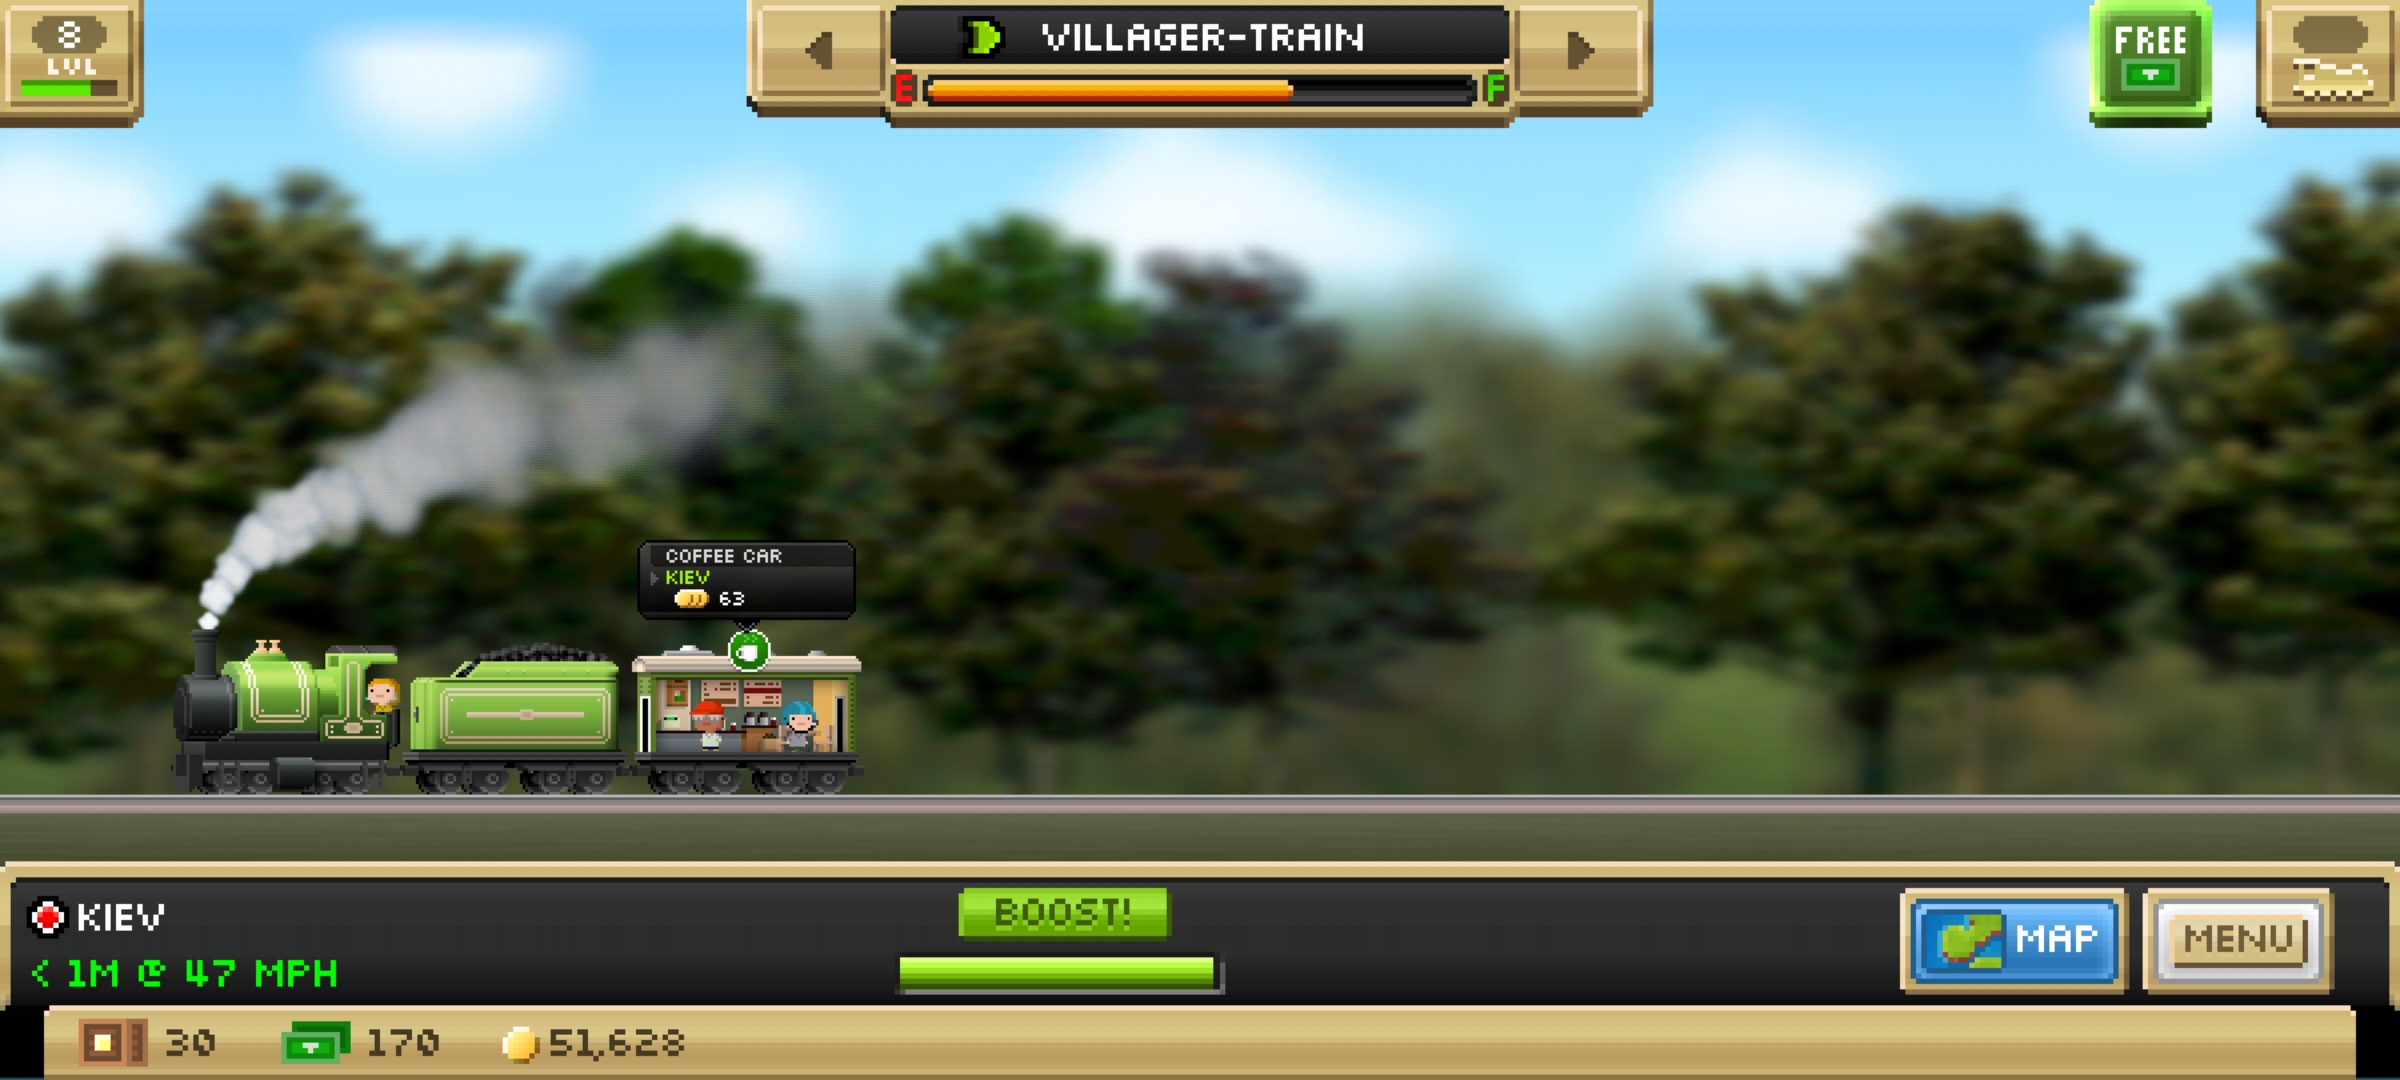 8
LVL
VILLAGER-TRAIN
E F
FREE
COFFEE CAR
KIEV
63
KIEV
< 1M @ 47 MPH
BOOST!
MAP
MENU
30 170 51,628